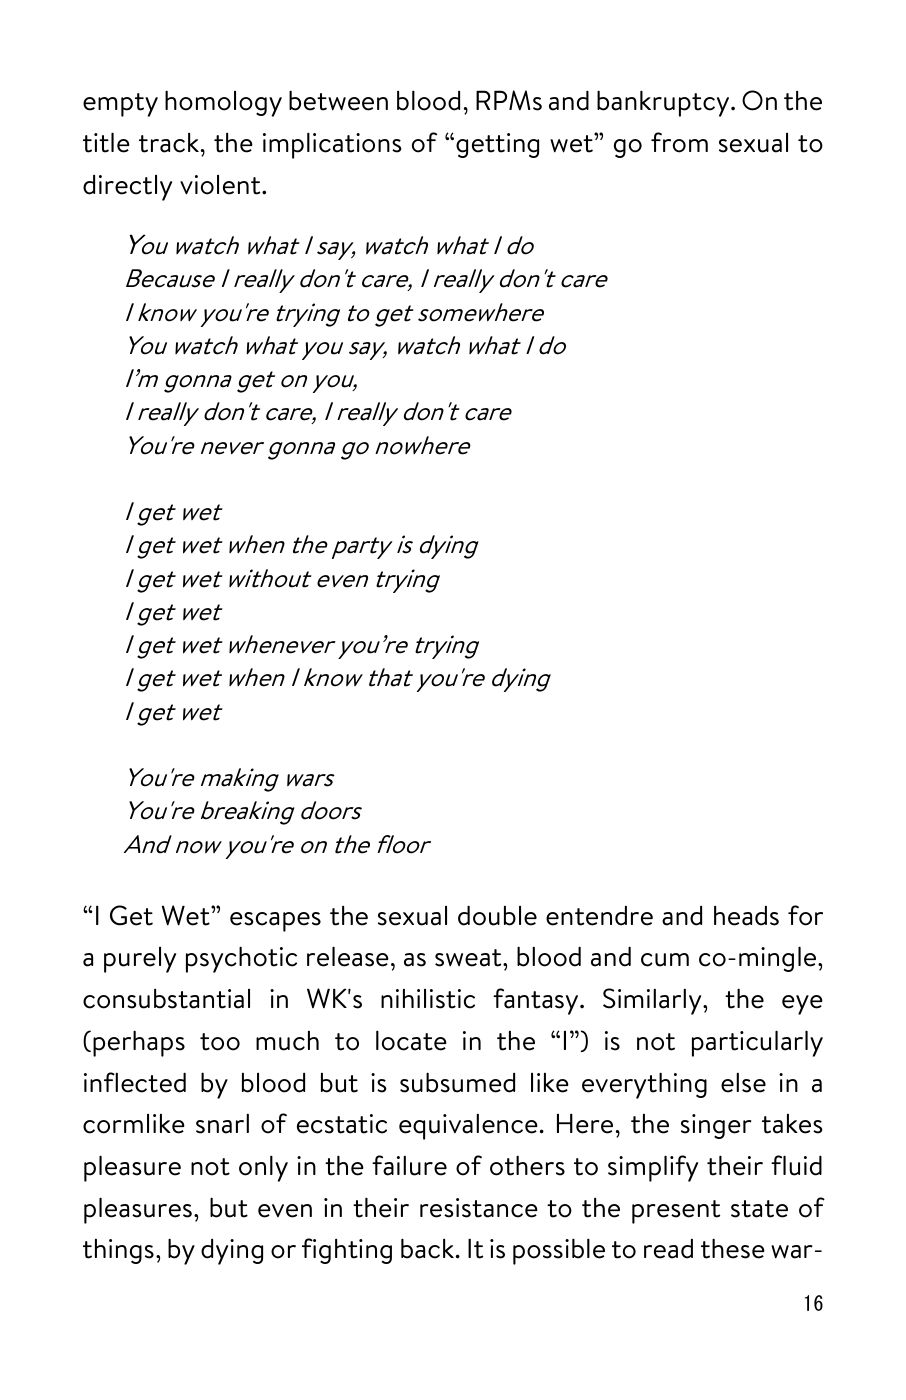 empty homology between blood, RPMs and bankruptcy. On the
title track, the implications of “getting wet” go from sexual to
directly violent.
You watch what I say, watch what I do
Because I really don't care, I really don't care
I know you're trying to get somewhere
You watch what you say, watch what I do
I’m gonna get on you,
I really don't care, I really don't care
You're never gonna go nowhere
I get wet
I get wet when the party is dying
I get wet without even trying
I get wet
I get wet whenever you’re trying
I get wet when I know that you're dying
I get wet
You're making wars
You're breaking doors
And now you're on the floor
“I Get Wet” escapes the sexual double entendre and heads for
a purely psychotic release, as sweat, blood and cum co-mingle,
consubstantial in WK's nihilistic fantasy. Similarly, the eye
(perhaps too much to locate in the “I”) is not particularly
inflected by blood but is subsumed like everything else in a
cormlike snarl of ecstatic equivalence. Here, the singer takes
pleasure not only in the failure of others to simplify their fluid
pleasures, but even in their resistance to the present state of
things, by dying or fighting back. It is possible to read these war-
16